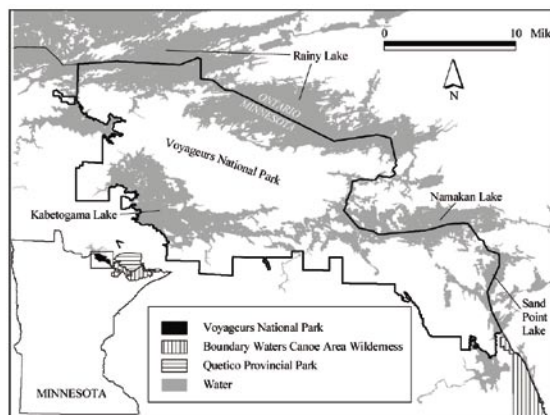 0 10 Mik
Rainy Lake
N
ONTARIO
MINNESOTA
Voyageurs National Park
Namakan Lake
Kabetogama Lake
Sand
Point
Lake
Voyageurs National Park
Boundary Waters Canoe Area Wilderness
Quetico Provincial Park
Water
MINNESOTA